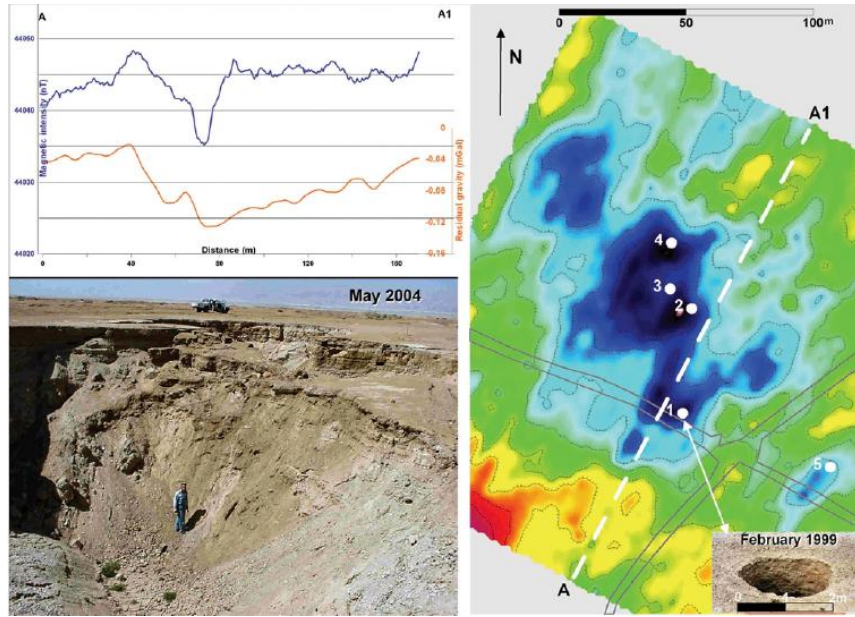 A
A1
44050
44040
44030
44020
Magnetic intensity (nT)
0
-0.04
-0.08
-0.12
-0.16
Residual gravity (mGal)
Distance (m)
0 40 80 120 160
May 2004
0 50 100m
N
A1
4
3
2
1
5
A
February 1999
0 1 2m